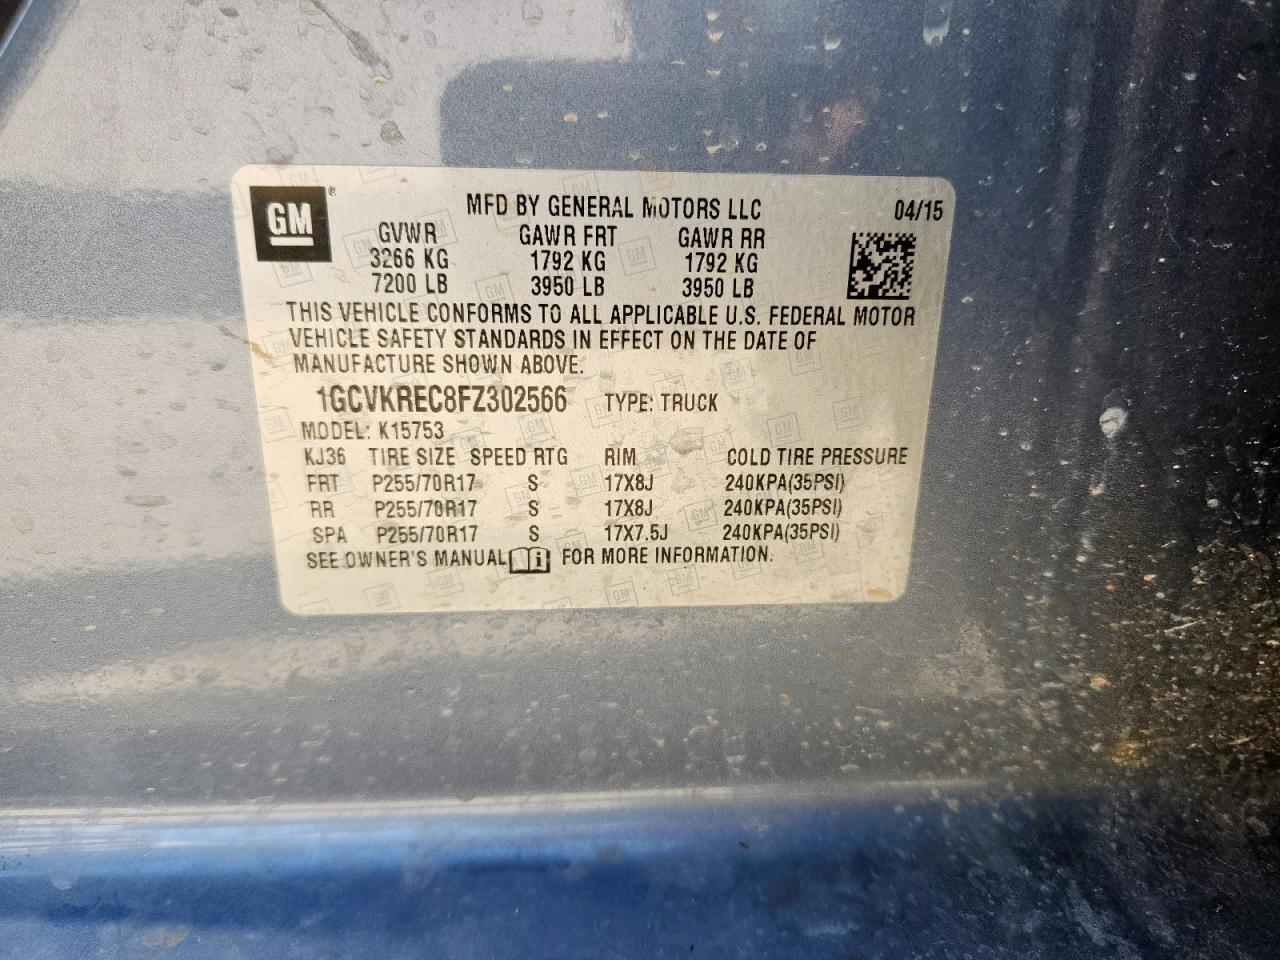 GM ® MFD BY GENERAL MOTORS LLC 04/15
GVWR GAWR FRT GAWR RR
3266 KG 1792 KG 1792 KG
7200 LB 3950 LB 3950 LB
THIS VEHICLE CONFORMS TO ALL APPLICABLE U.S. FEDERAL MOTOR
VEHICLE SAFETY STANDARDS IN EFFECT ON THE DATE OF
MANUFACTURE SHOWN ABOVE.
1GCVKREC8FZ302566 TYPE: TRUCK
MODEL: K15753
KJ36 TIRE SIZE SPEED RTG RIM COLD TIRE PRESSURE
FRT P255/70R17 S 17X8J 240KPA(35PSI)
RR P255/70R17 S 17X8J 240KPA(35PSI)
SPA P255/70R17 S 17X7.5J 240KPA(35PSI)
SEE OWNER'S MANUAL i FOR MORE INFORMATION.